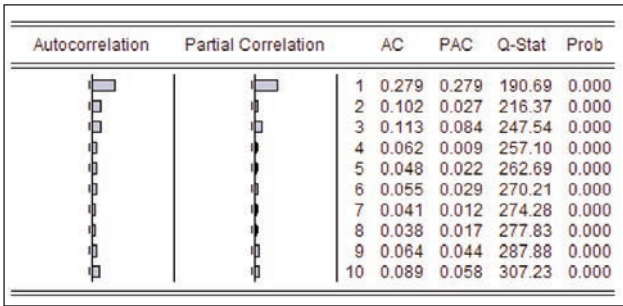 Autocorrelation Partial Correlation AC PAC Q-Stat Prob
1 0.279 0.279 190.69 0.000
2 0.102 0.027 216.37 0.000
3 0.113 0.084 247.54 0.000
4 0.062 0.009 257.10 0.000
5 0.048 0.022 262.69 0.000
6 0.055 0.029 270.21 0.000
7 0.041 0.012 274.28 0.000
8 0.038 0.017 277.83 0.000
9 0.064 0.044 287.88 0.000
10 0.089 0.058 307.23 0.000